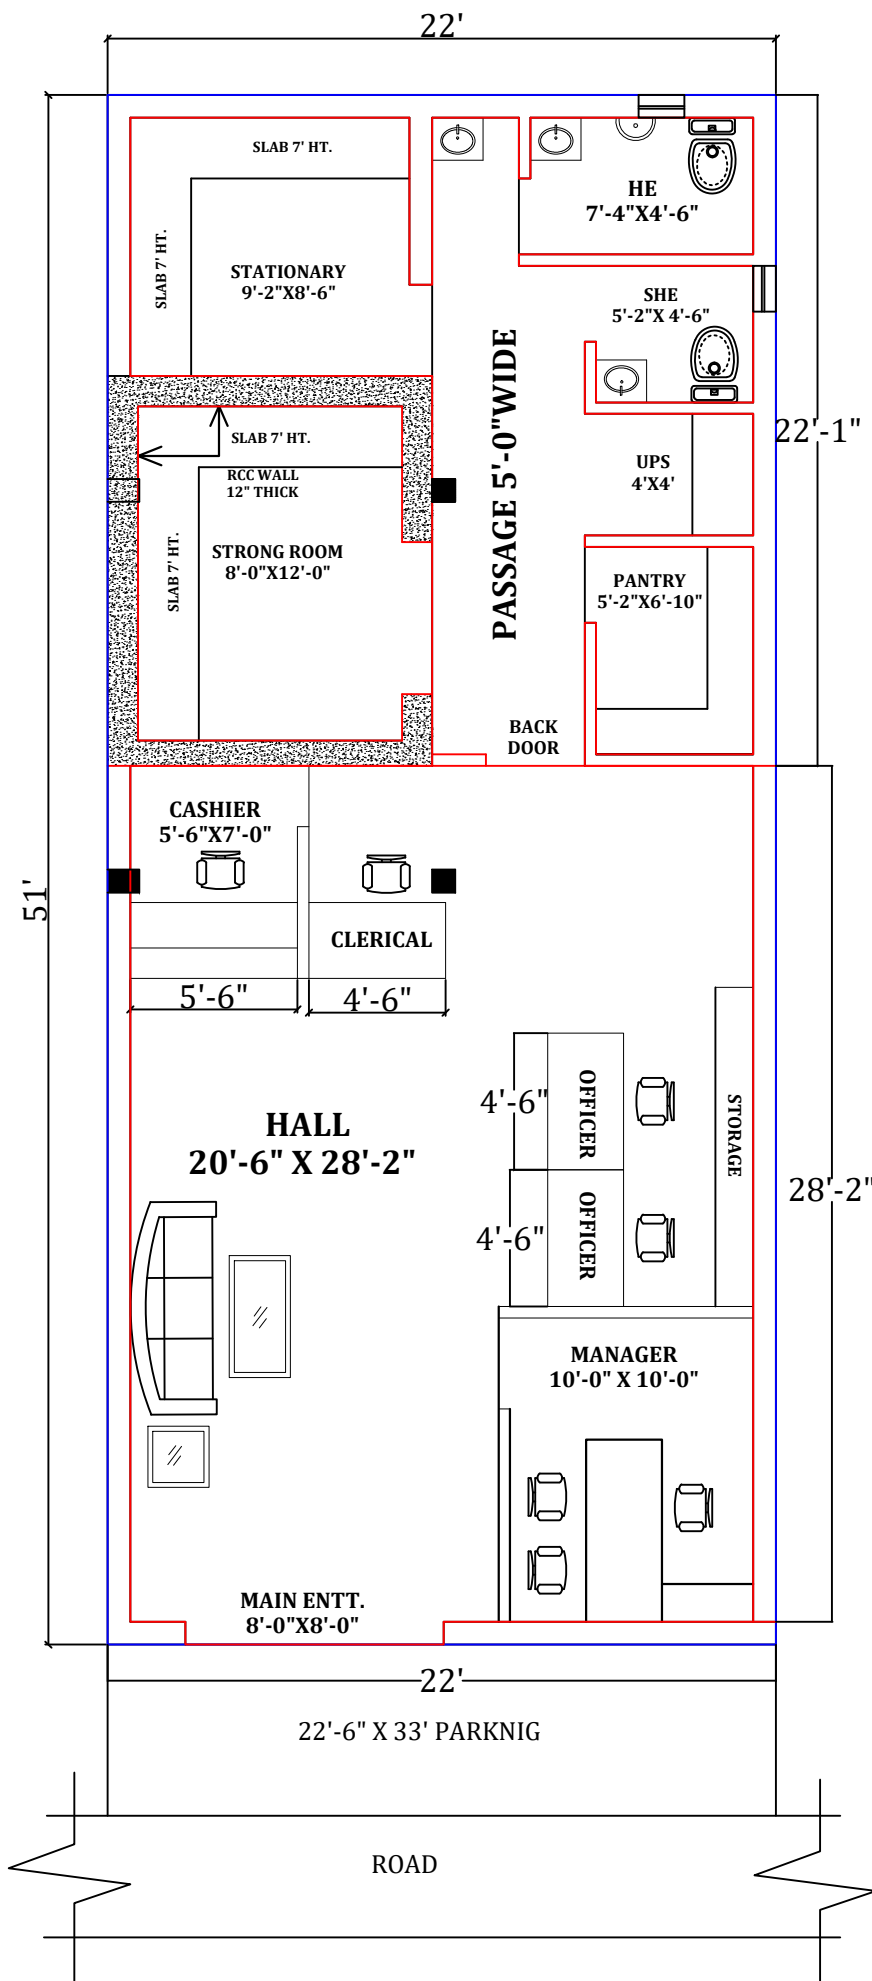 22'
SLAB 7' HT.
SLAB 7' HT.
STATIONARY
9'-2"X8'-6"
HE
7'-4"X4'-6"
SHE
5'-2"X 4'-6"
PASSAGE 5'-0"WIDE
22'-1"
SLAB 7' HT.
RCC WALL
12" THICK
UPS
4'X4'
STRONG ROOM
8'-0"X12'-0"
SLAB 7' HT.
PANTRY
5'-2"X6'-10"
BACK
DOOR
CASHIER
5'-6"X7'-0"
51'
CLERICAL
5'-6"
4'-6"
HALL
20'-6" X 28'-2"
4'-6"
OFFICER
STORAGE
4'-6"
OFFICER
28'-2"
MANAGER
10'-0" X 10'-0"
MAIN ENTT.
8'-0"X8'-0"
22'
22'-6" X 33' PARKNIG
ROAD